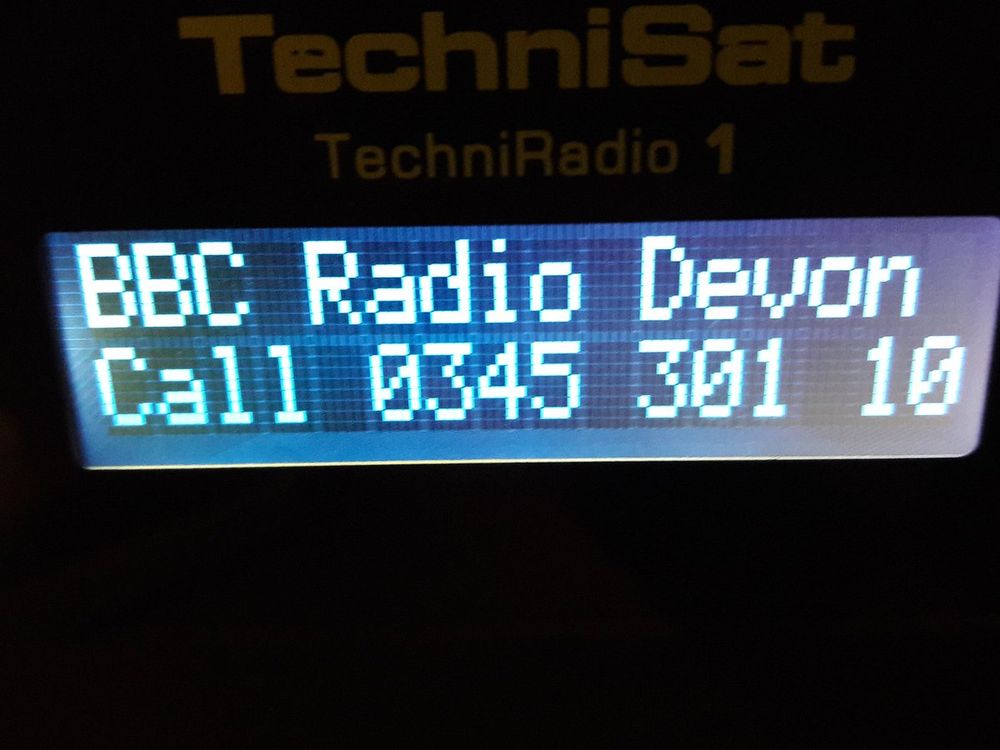 TechniSat
TechniRadio 1
BBC Radio Devon
Call 0345 301 10